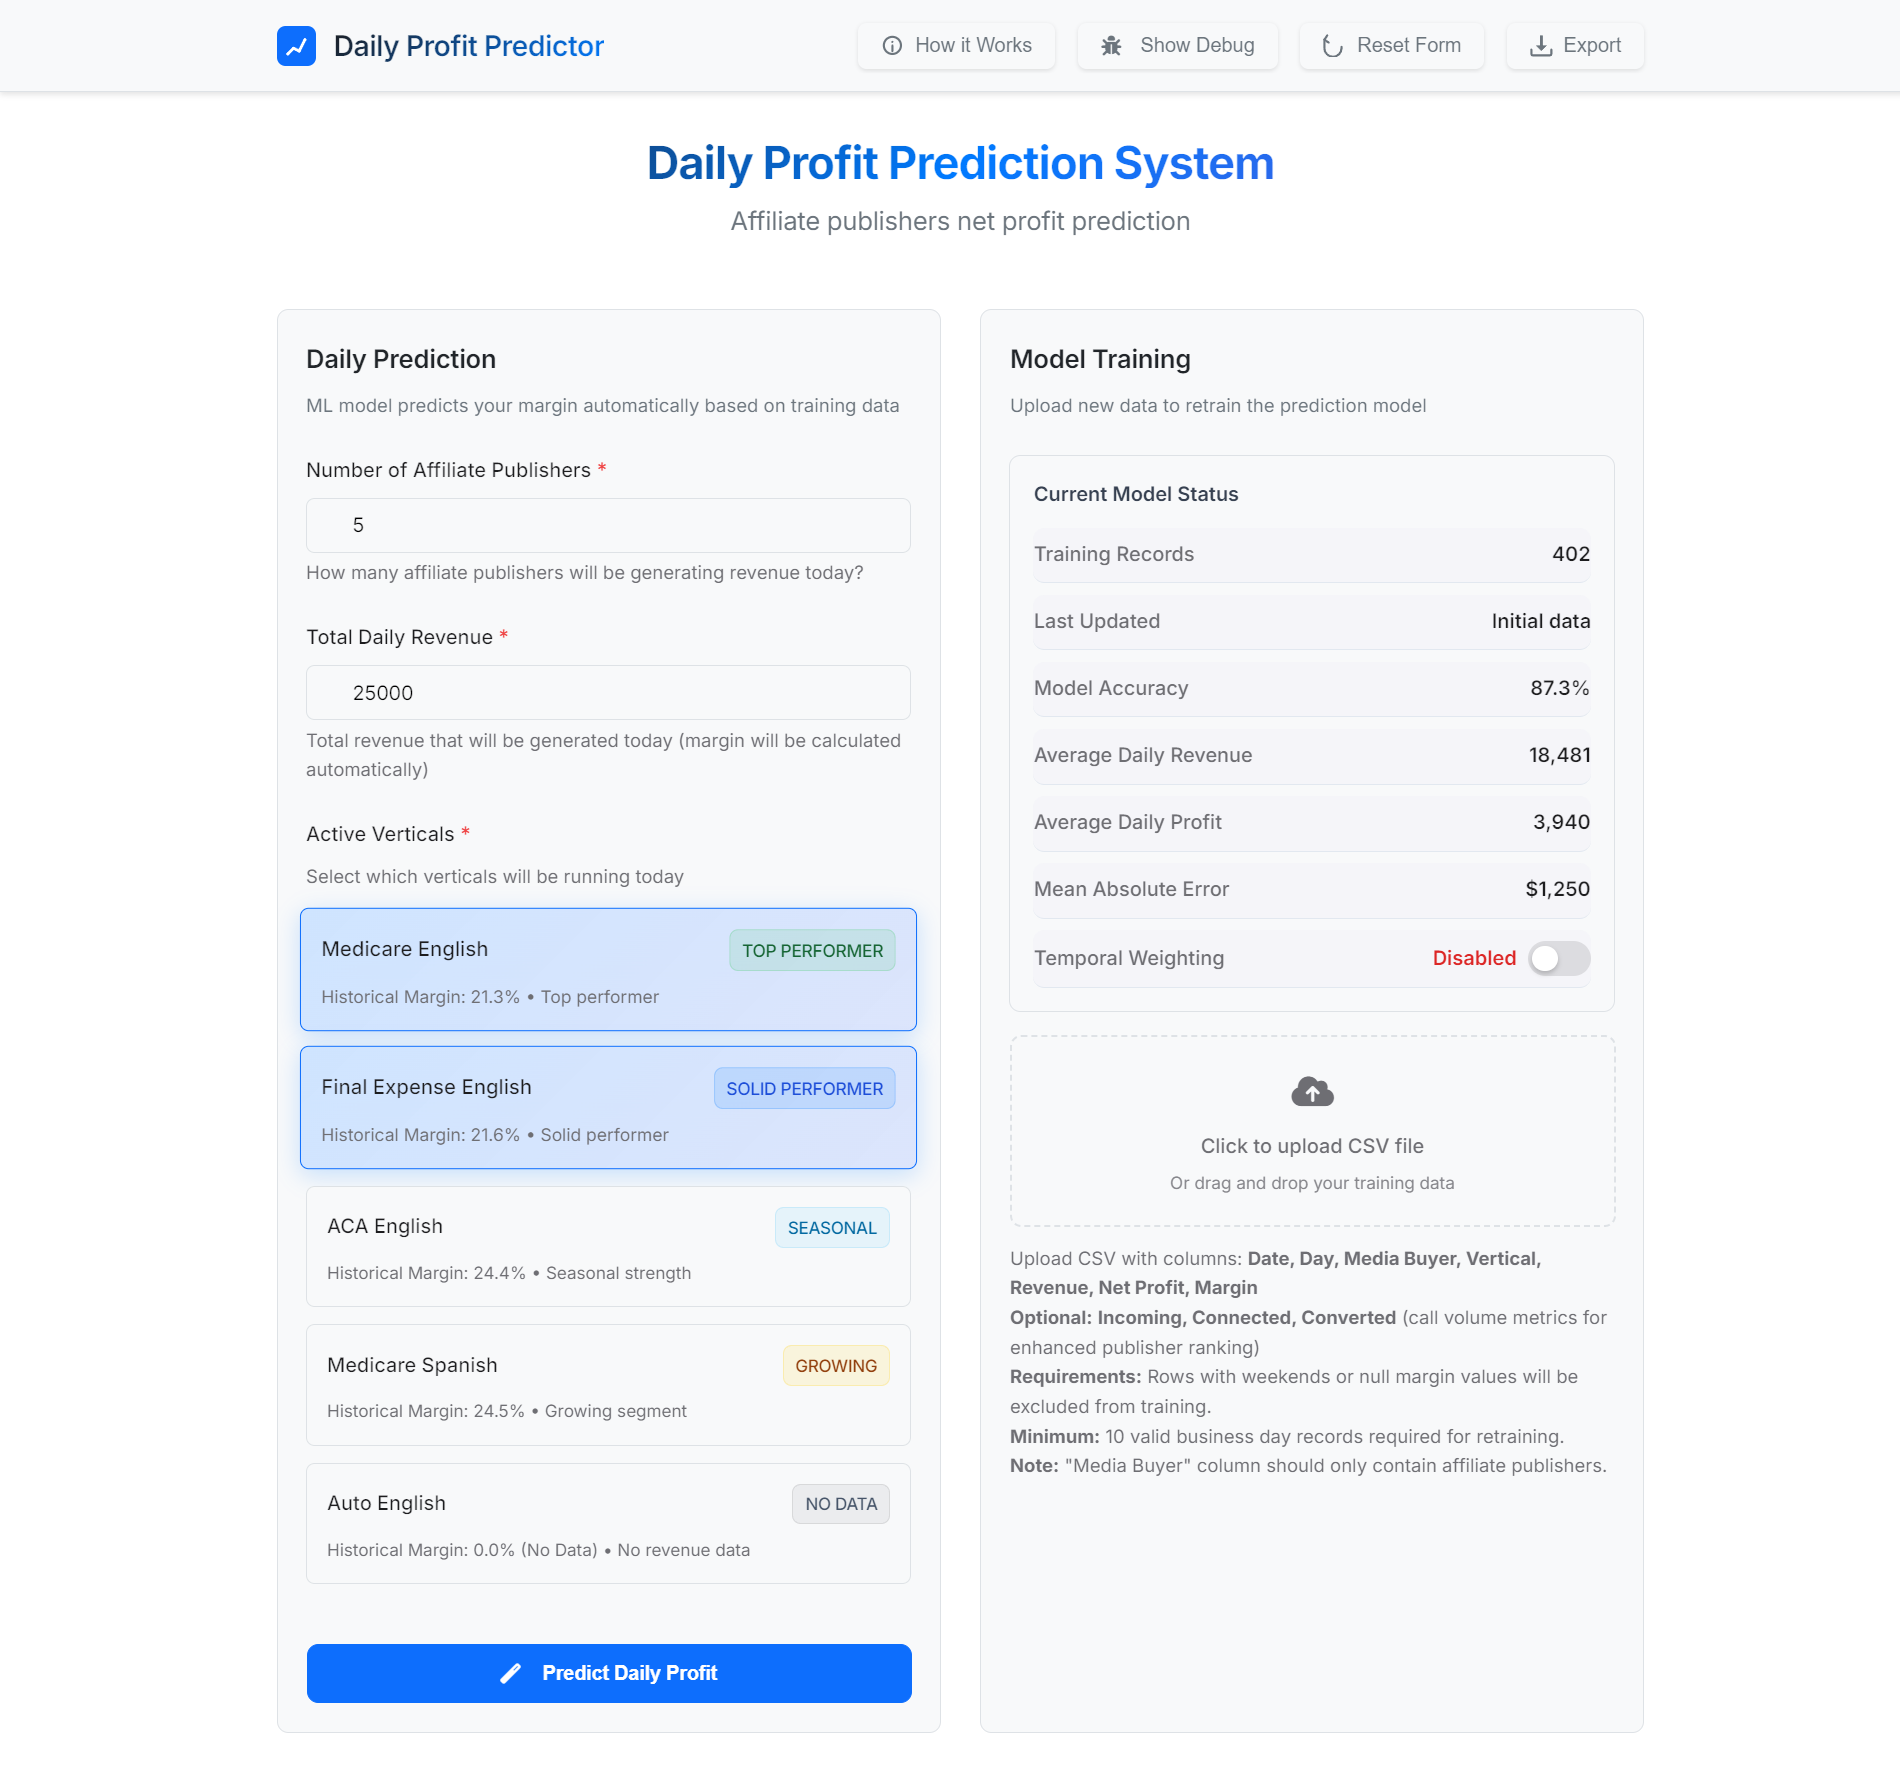 Daily Profit Predictor
How it Works
Show Debug
Reset Form
Export
Daily Profit Prediction System
Affiliate publishers net profit prediction
Daily Prediction
ML model predicts your margin automatically based on training data
Number of Affiliate Publishers *
5
How many affiliate publishers will be generating revenue today?
Total Daily Revenue *
25000
Total revenue that will be generated today (margin will be calculated
automatically)
Active Verticals *
Select which verticals will be running today
Medicare English
TOP PERFORMER
Historical Margin: 21.3% • Top performer
Final Expense English
SOLID PERFORMER
Historical Margin: 21.6% • Solid performer
ACA English
SEASONAL
Historical Margin: 24.4% • Seasonal strength
Medicare Spanish
GROWING
Historical Margin: 24.5% • Growing segment
Auto English
NO DATA
Historical Margin: 0.0% (No Data) • No revenue data
Predict Daily Profit
Model Training
Upload new data to retrain the prediction model
Current Model Status
Training Records 402
Last Updated Initial data
Model Accuracy 87.3%
Average Daily Revenue 18,481
Average Daily Profit 3,940
Mean Absolute Error $1,250
Temporal Weighting Disabled
Click to upload CSV file
Or drag and drop your training data
Upload CSV with columns: Date, Day, Media Buyer, Vertical,
Revenue, Net Profit, Margin
Optional: Incoming, Connected, Converted (call volume metrics for
enhanced publisher ranking)
Requirements: Rows with weekends or null margin values will be
excluded from training.
Minimum: 10 valid business day records required for retraining.
Note: "Media Buyer" column should only contain affiliate publishers.